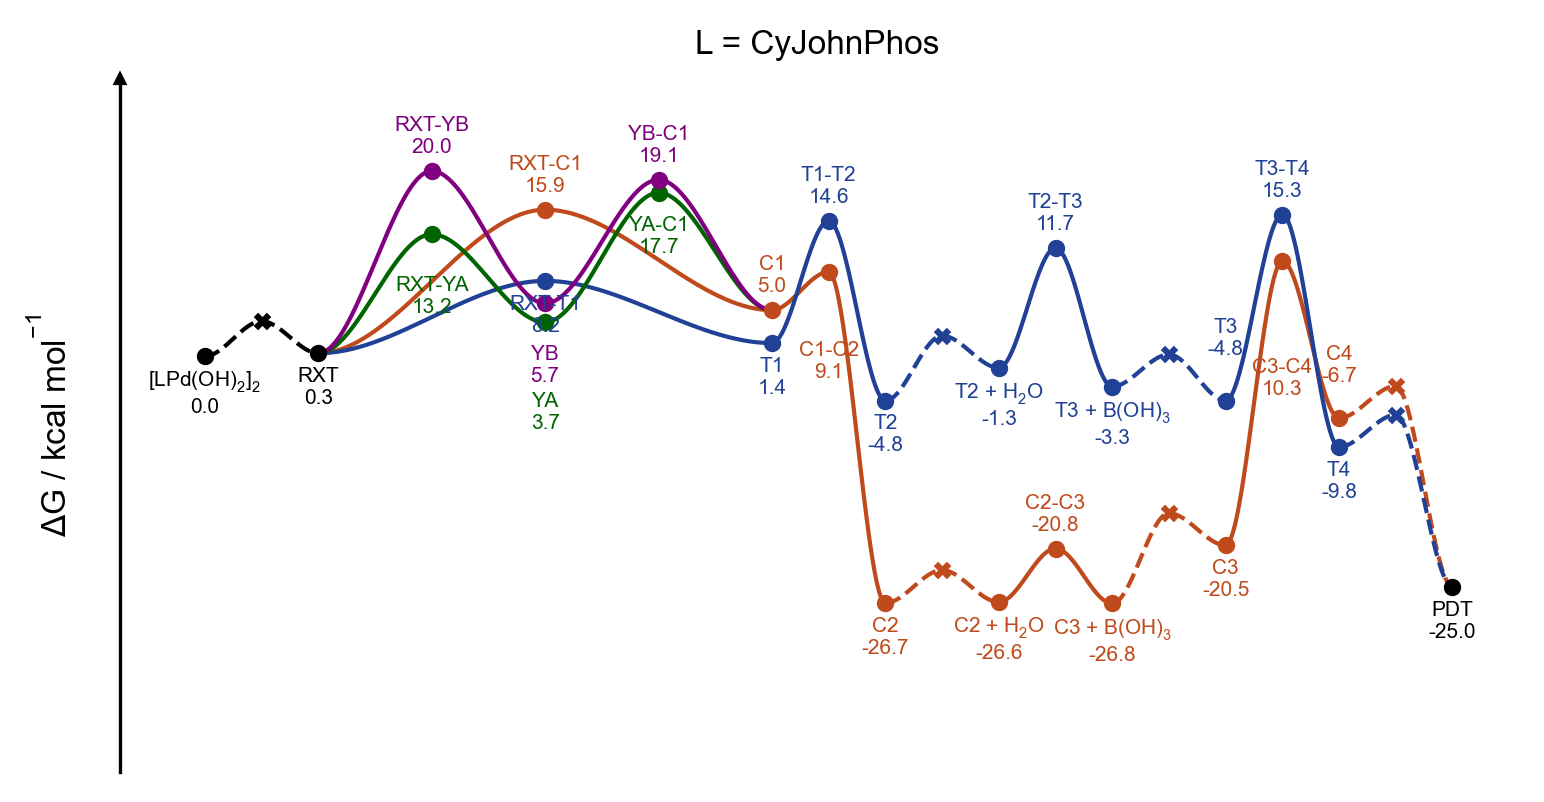 L = CyJohnPhos
ΔG / kcal mol⁻¹
[LPd(OH)₂]₂
0.0
RXT
0.3
RXT-YB
20.0
RXT-YA
13.2
RXT-C1
15.9
RXT-T1
8.2
YB
5.7
YA
3.7
YB-C1
19.1
YA-C1
17.7
C1
5.0
T1
1.4
T1-T2
14.6
C1-C2
9.1
T2
-4.8
C2
-26.7
T2 + H₂O
-1.3
C2 + H₂O
-26.6
T2-T3
11.7
C2-C3
-20.8
T3 + B(OH)₃
-3.3
C3 + B(OH)₃
-26.8
T3
-4.8
C3
-20.5
T3-T4
15.3
C3-C4
10.3
C4
-6.7
T4
-9.8
PDT
-25.0